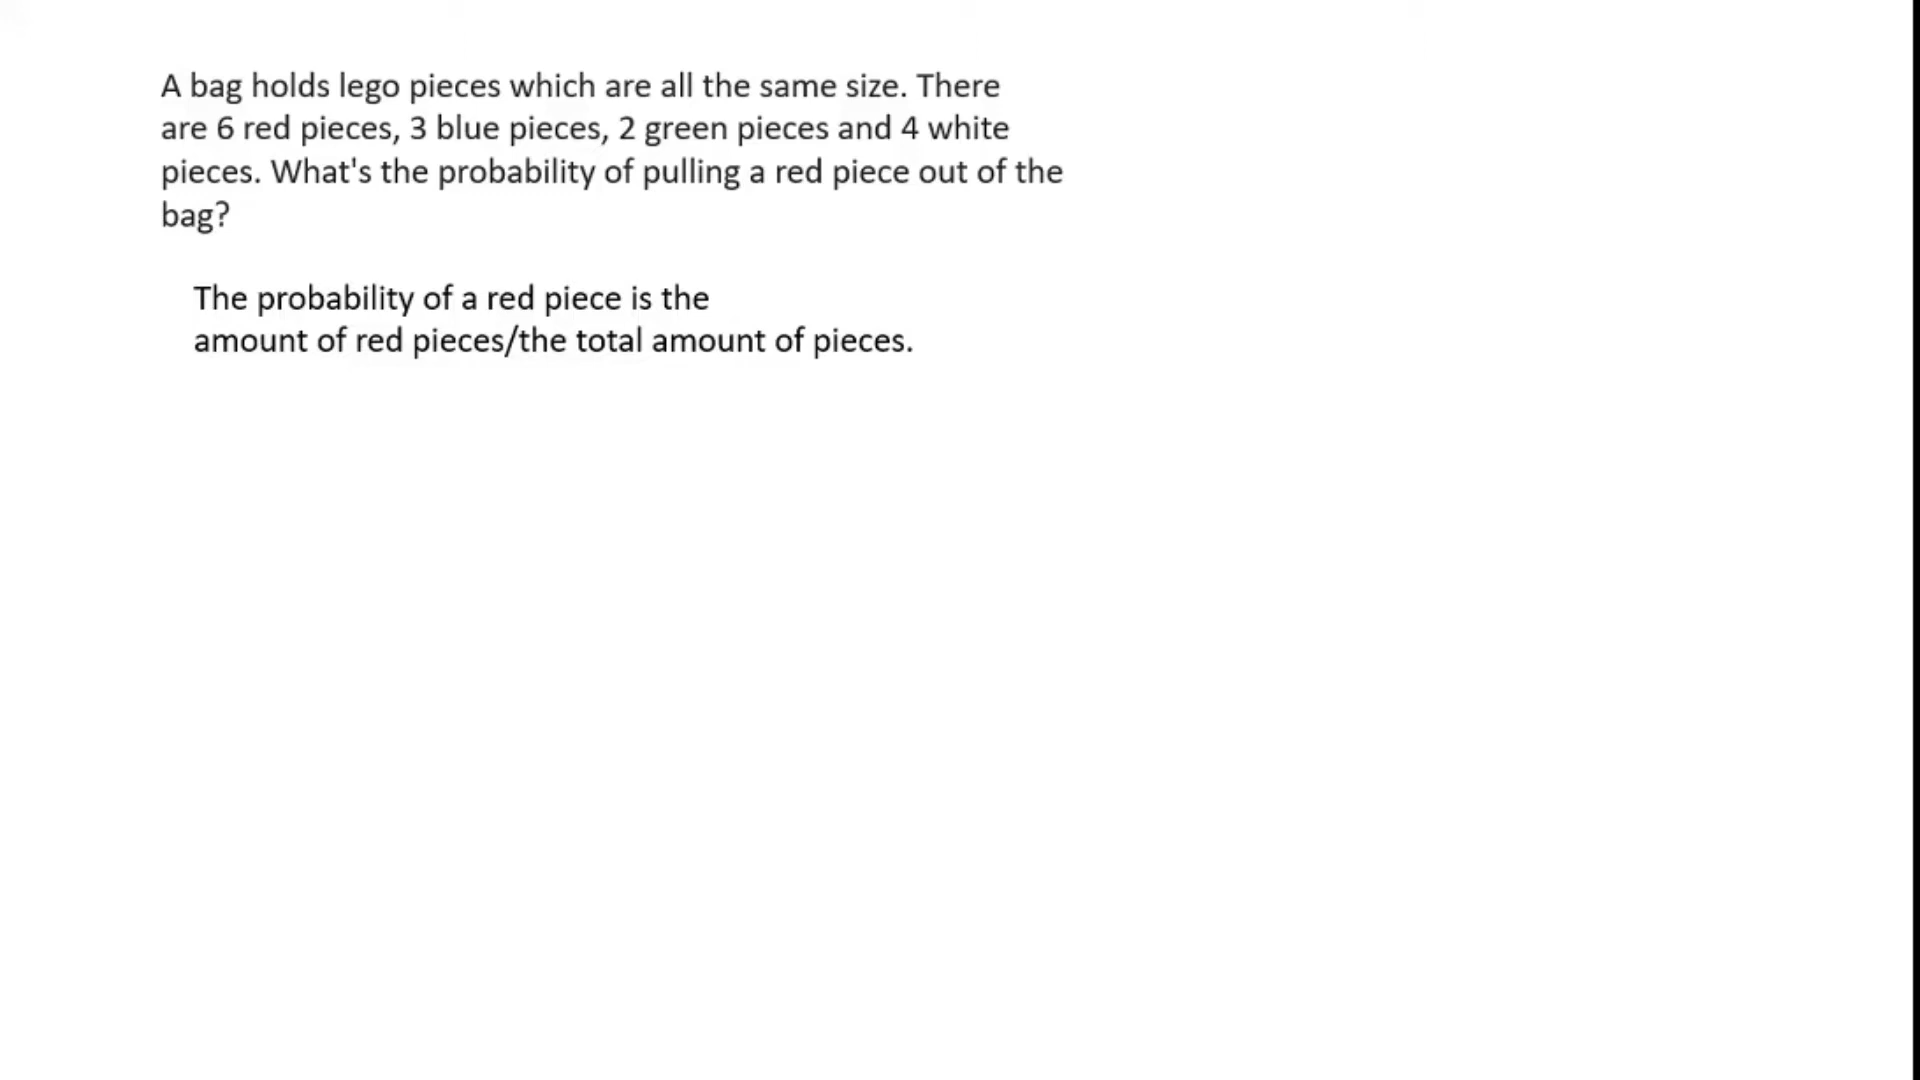 A bag holds lego pieces which are all the same size. There
are 6 red pieces, 3 blue pieces, 2 green pieces and 4 white
pieces. What's the probability of pulling a red piece out of the
bag?
The probability of a red piece is the
amount of red pieces/the total amount of pieces.